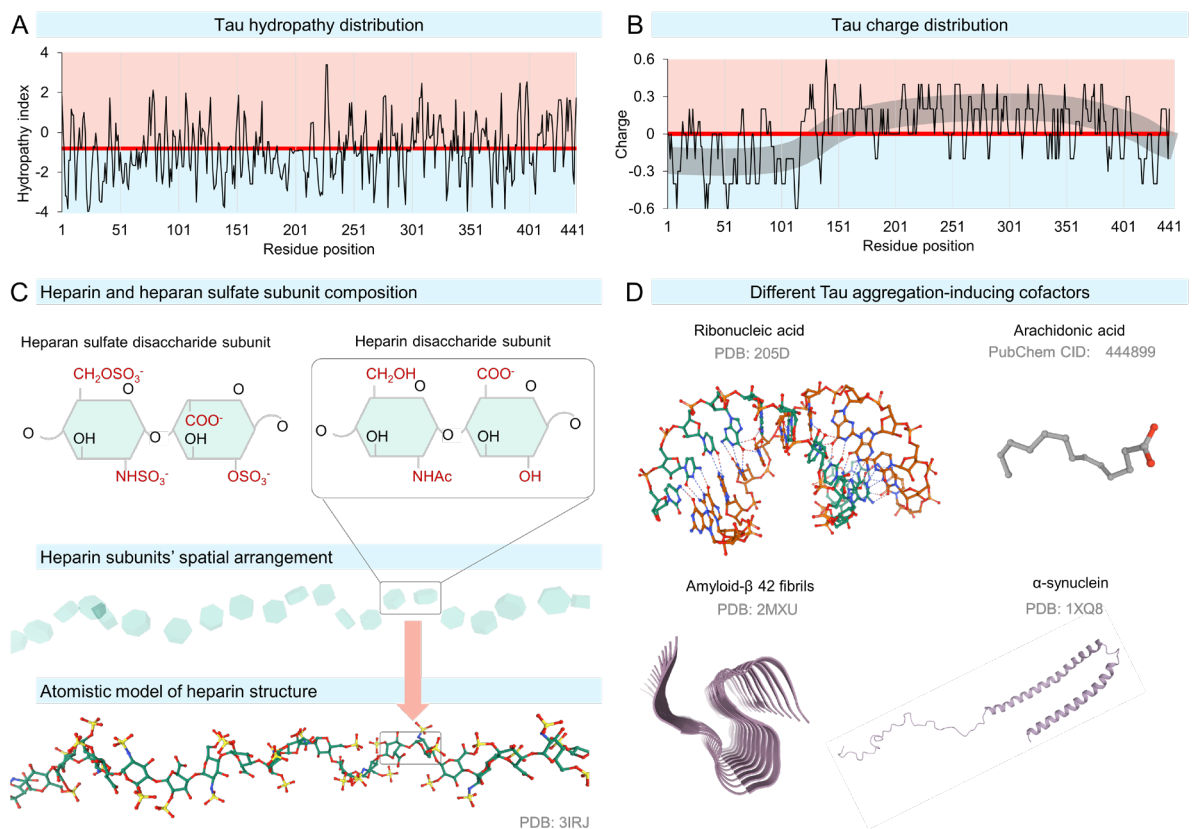 A
Tau hydropathy distribution
4
2
0
-2
-4
Hydropathy index
1 51 101 151 201 251 301 351 401 441
Residue position
B
Tau charge distribution
0.6
0.3
0
-0.3
-0.6
Charge
1 51 101 151 201 251 301 351 401 441
Residue position
C
Heparin and heparan sulfate subunit composition
Heparan sulfate disaccharide subunit
CH₂OSO₃⁻
O
O
COO⁻
O
OH
O
OH
NHSO₃⁻
OSO₃⁻
Heparin disaccharide subunit
CH₂OH
COO⁻
O
O
O
OH
O
OH
NHAc
OH
Heparin subunits’ spatial arrangement
Atomistic model of heparin structure
PDB: 3IRJ
D
Different Tau aggregation-inducing cofactors
Ribonucleic acid
PDB: 205D
Arachidonic acid
PubChem CID: 444899
Amyloid-β 42 fibrils
PDB: 2MXU
α-synuclein
PDB: 1XQ8